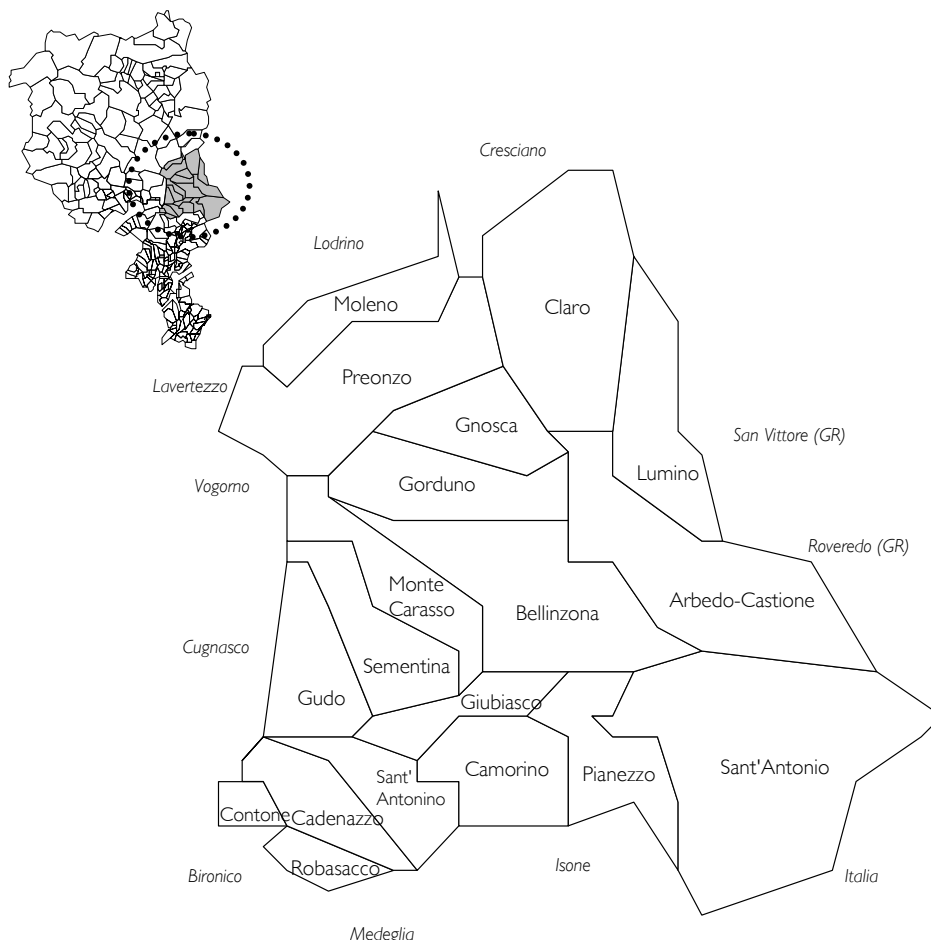 Cresciano
Lodrino
Moleno
Claro
Preonzo
Lavertezzo
Gnosca
San Vittore (GR)
Lumino
Gorduno
Vogorno
Roveredo (GR)
Monte
Carasso
Arbedo-Castione
Bellinzona
Cugnasco
Sementina
Gudo
Giubiasco
Sant'Antonio
Camorino
Pianezzo
Sant'
Antonino
Contone
Cadenazzo
Isone
Robasacco
Bironico
Italia
Medeglia